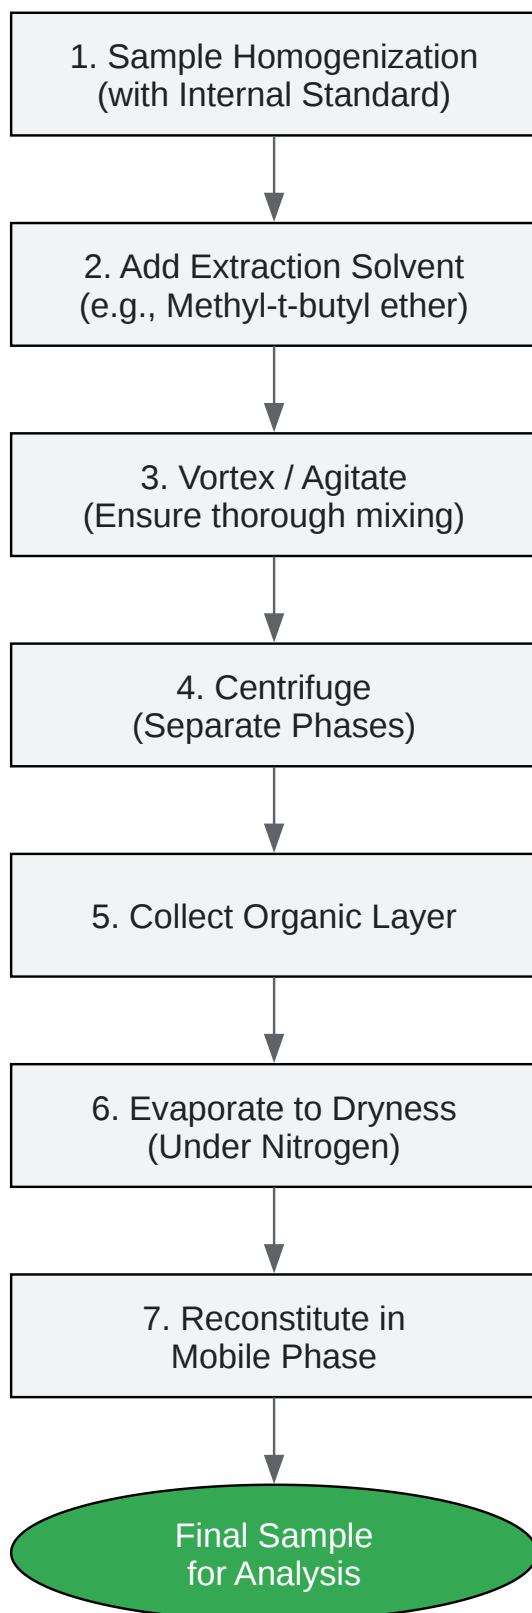 1. Sample Homogenization
(with Internal Standard)
2. Add Extraction Solvent
(e.g., Methyl-t-butyl ether)
3. Vortex / Agitate
(Ensure thorough mixing)
4. Centrifuge
(Separate Phases)
5. Collect Organic Layer
6. Evaporate to Dryness
(Under Nitrogen)
7. Reconstitute in
Mobile Phase
Final Sample
for Analysis